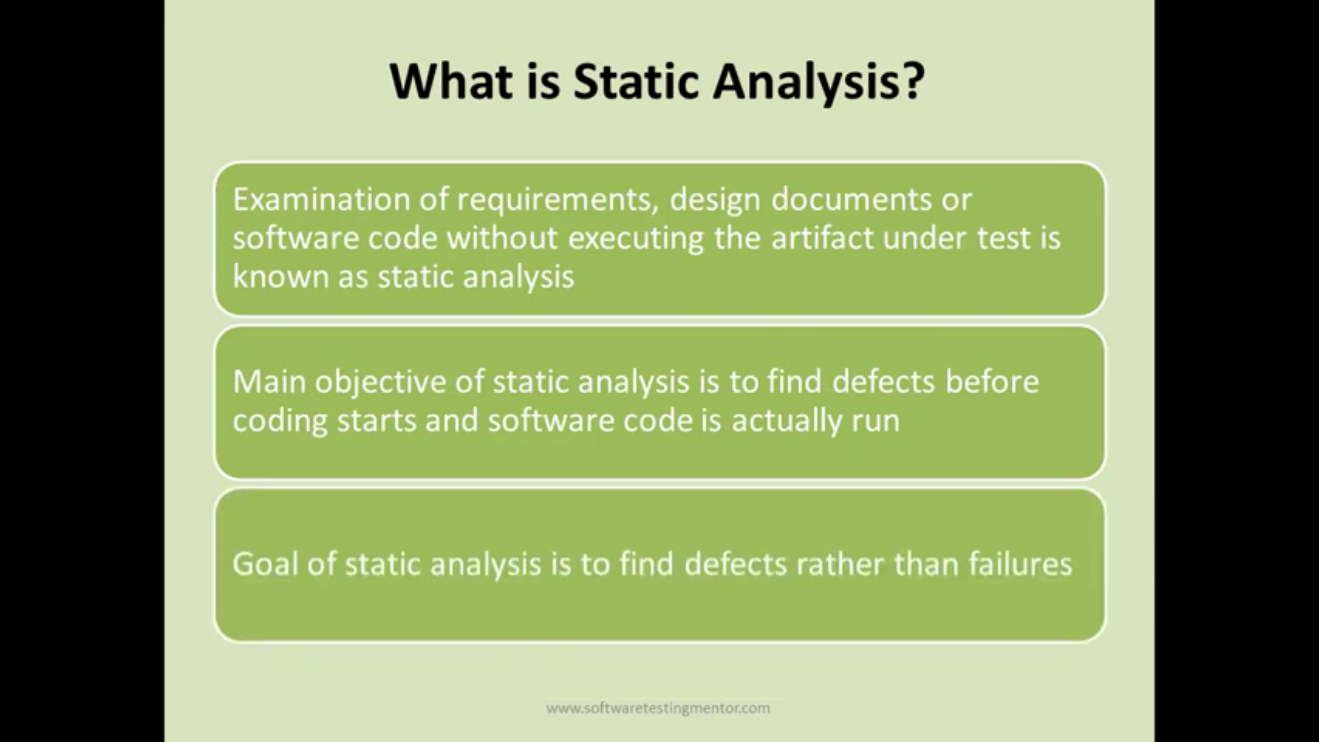 What is Static Analysis?
Examination of requirements, design documents or
software code without executing the artifact under test is
known as static analysis
Main objective of static analysis is to find defects before
coding starts and software code is actually run
Goal of static analysis is to find defects rather than failures
www.softwaretestingmentor.com